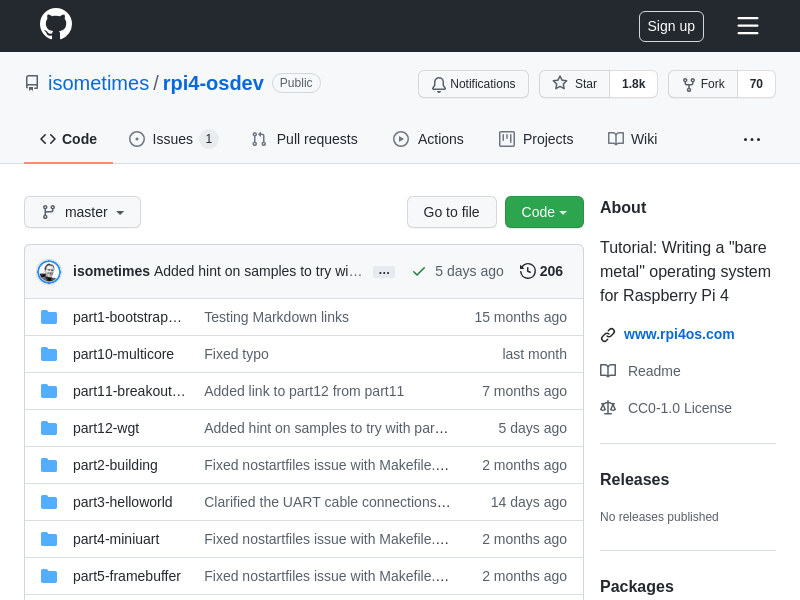 Sign up
isometimes / rpi4-osdev Public
Notifications Star 1.8k Fork 70
Code Issues 1 Pull requests Actions Projects Wiki ...
master Go to file Code
isometimes Added hint on samples to try wi... ... 5 days ago 206
part1-bootstrap... Testing Markdown links 15 months ago
part10-multicore Fixed typo last month
part11-breakout... Added link to part12 from part11 7 months ago
part12-wgt Added hint on samples to try with par... 5 days ago
part2-building Fixed nostartfiles issue with Makefile.... 2 months ago
part3-helloworld Clarified the UART cable connections... 14 days ago
part4-miniuart Fixed nostartfiles issue with Makefile.... 2 months ago
part5-framebuffer Fixed nostartfiles issue with Makefile.... 2 months ago
About
Tutorial: Writing a "bare
metal" operating system
for Raspberry Pi 4
www.rpi4os.com
Readme
CC0-1.0 License
Releases
No releases published
Packages